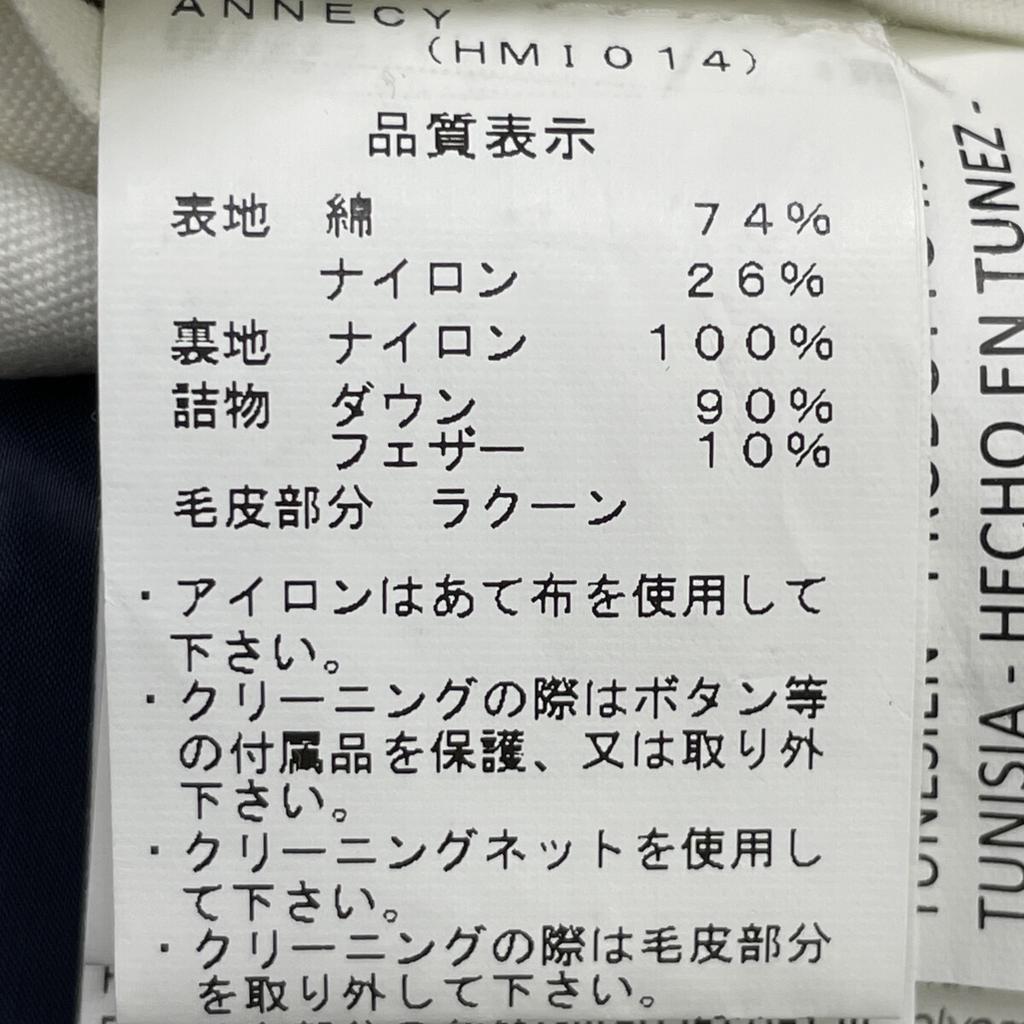 ANNECY
(HMI014)
品質表示
表地 綿 74%
ナイロン 26%
裏地 ナイロン 100%
詰物 ダウン 90%
フェザー 10%
毛皮部分 ラクーン
・アイロンはあて布を使用して
下さい。
・クリーニングの際はボタン等
の付属品を保護、又は取り外
下さい。
・クリーニングネットを使用し
て下さい。
・クリーニングの際は毛皮部分
を取り外して下さい。
TUNISIA - HECHO EN TUNEZ -